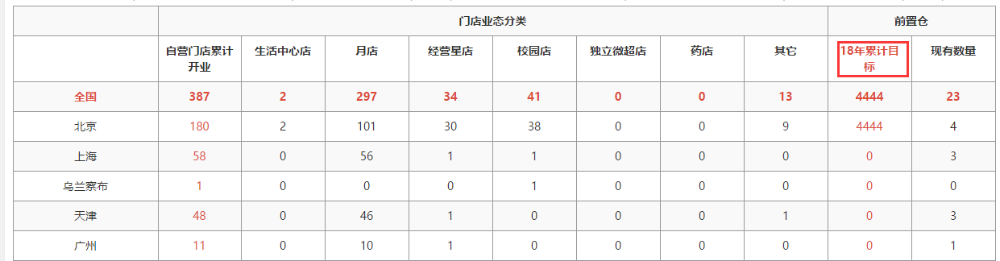 门店业态分类 前置仓
自营门店累计开业 生活中心店 月店 经营星店 校园店 独立微超店 药店 其它 18年累计目标 现有数量
全国 387 2 297 34 41 0 0 13 4444 23
北京 180 2 101 30 38 0 0 9 4444 4
上海 58 0 56 1 1 0 0 0 0 3
乌兰察布 1 0 0 0 1 0 0 0 0 0
天津 48 0 46 1 0 0 0 1 0 3
广州 11 0 10 1 0 0 0 0 0 1